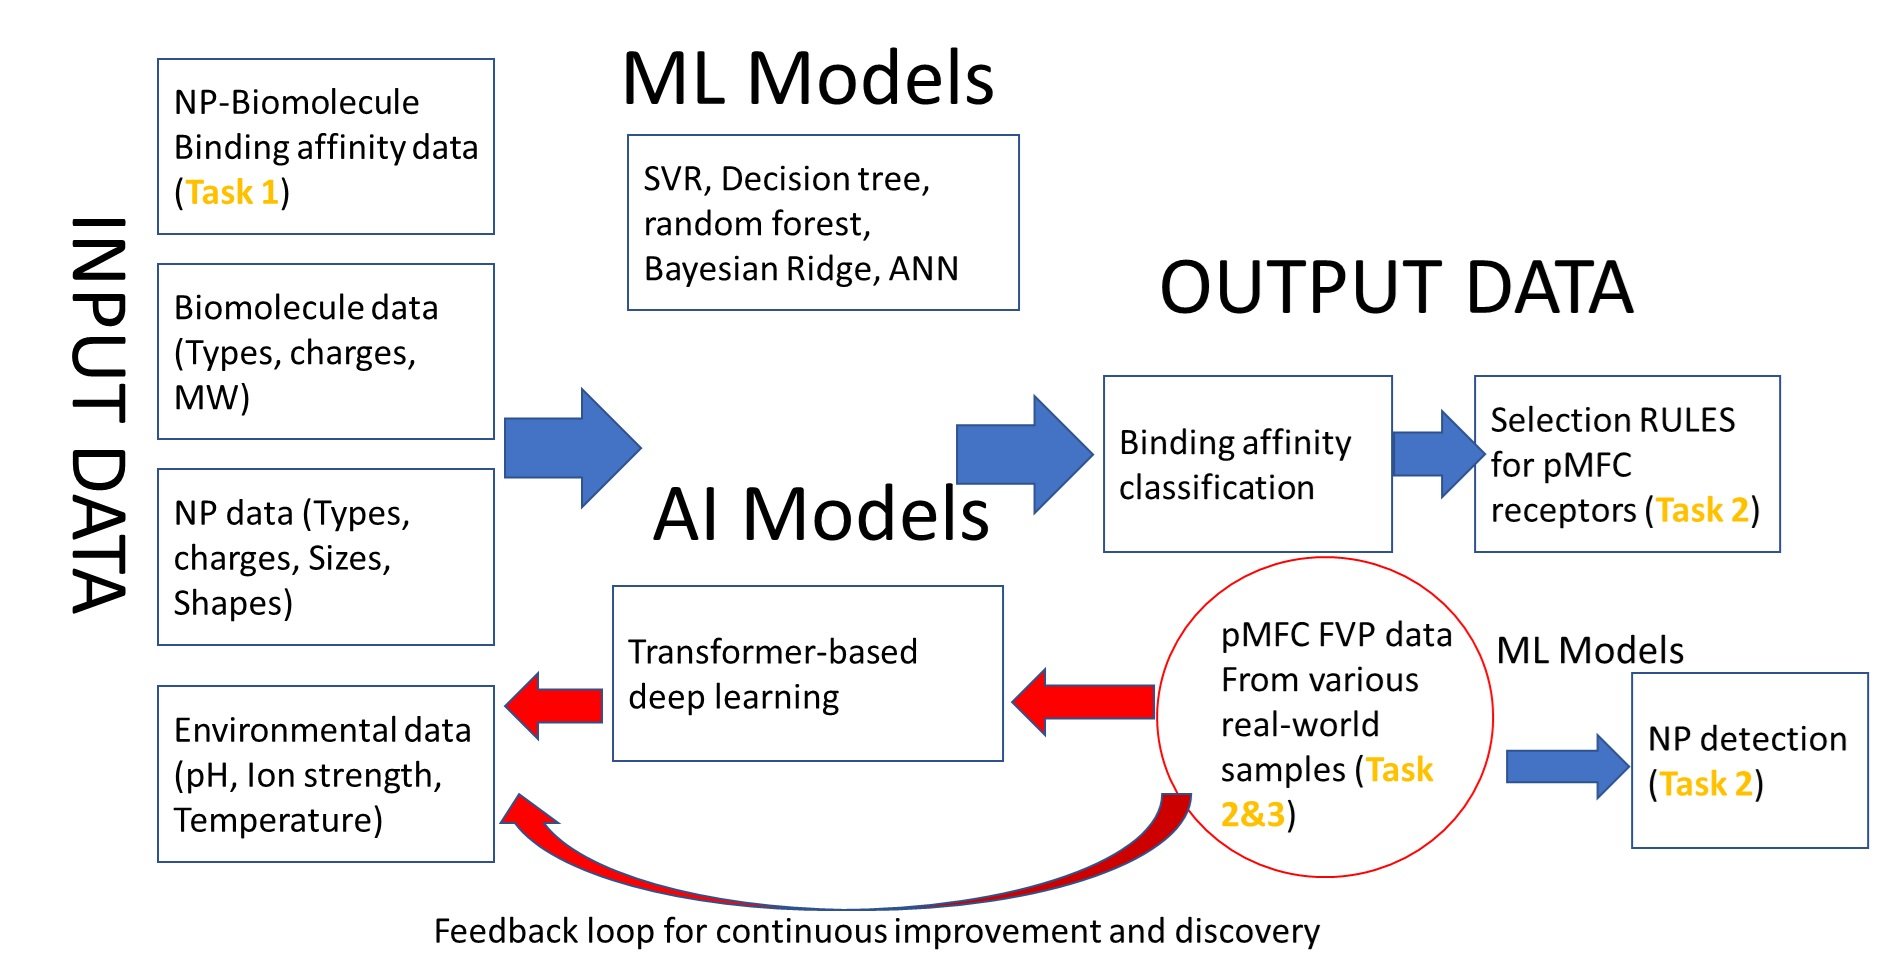 INPUT DATA
NP-Biomolecule
Binding affinity data
(Task 1)
Biomolecule data
(Types, charges,
MW)
NP data (Types,
charges, Sizes,
Shapes)
Environmental data
(pH, Ion strength,
Temperature)
ML Models
SVR, Decision tree,
random forest,
Bayesian Ridge, ANN
AI Models
Transformer-based
deep learning
OUTPUT DATA
Binding affinity
classification
Selection RULES
for pMFC
receptors (Task 2)
pMFC FVP data
From various
real-world
samples (Task
2&3)
ML Models
NP detection
(Task 2)
Feedback loop for continuous improvement and discovery